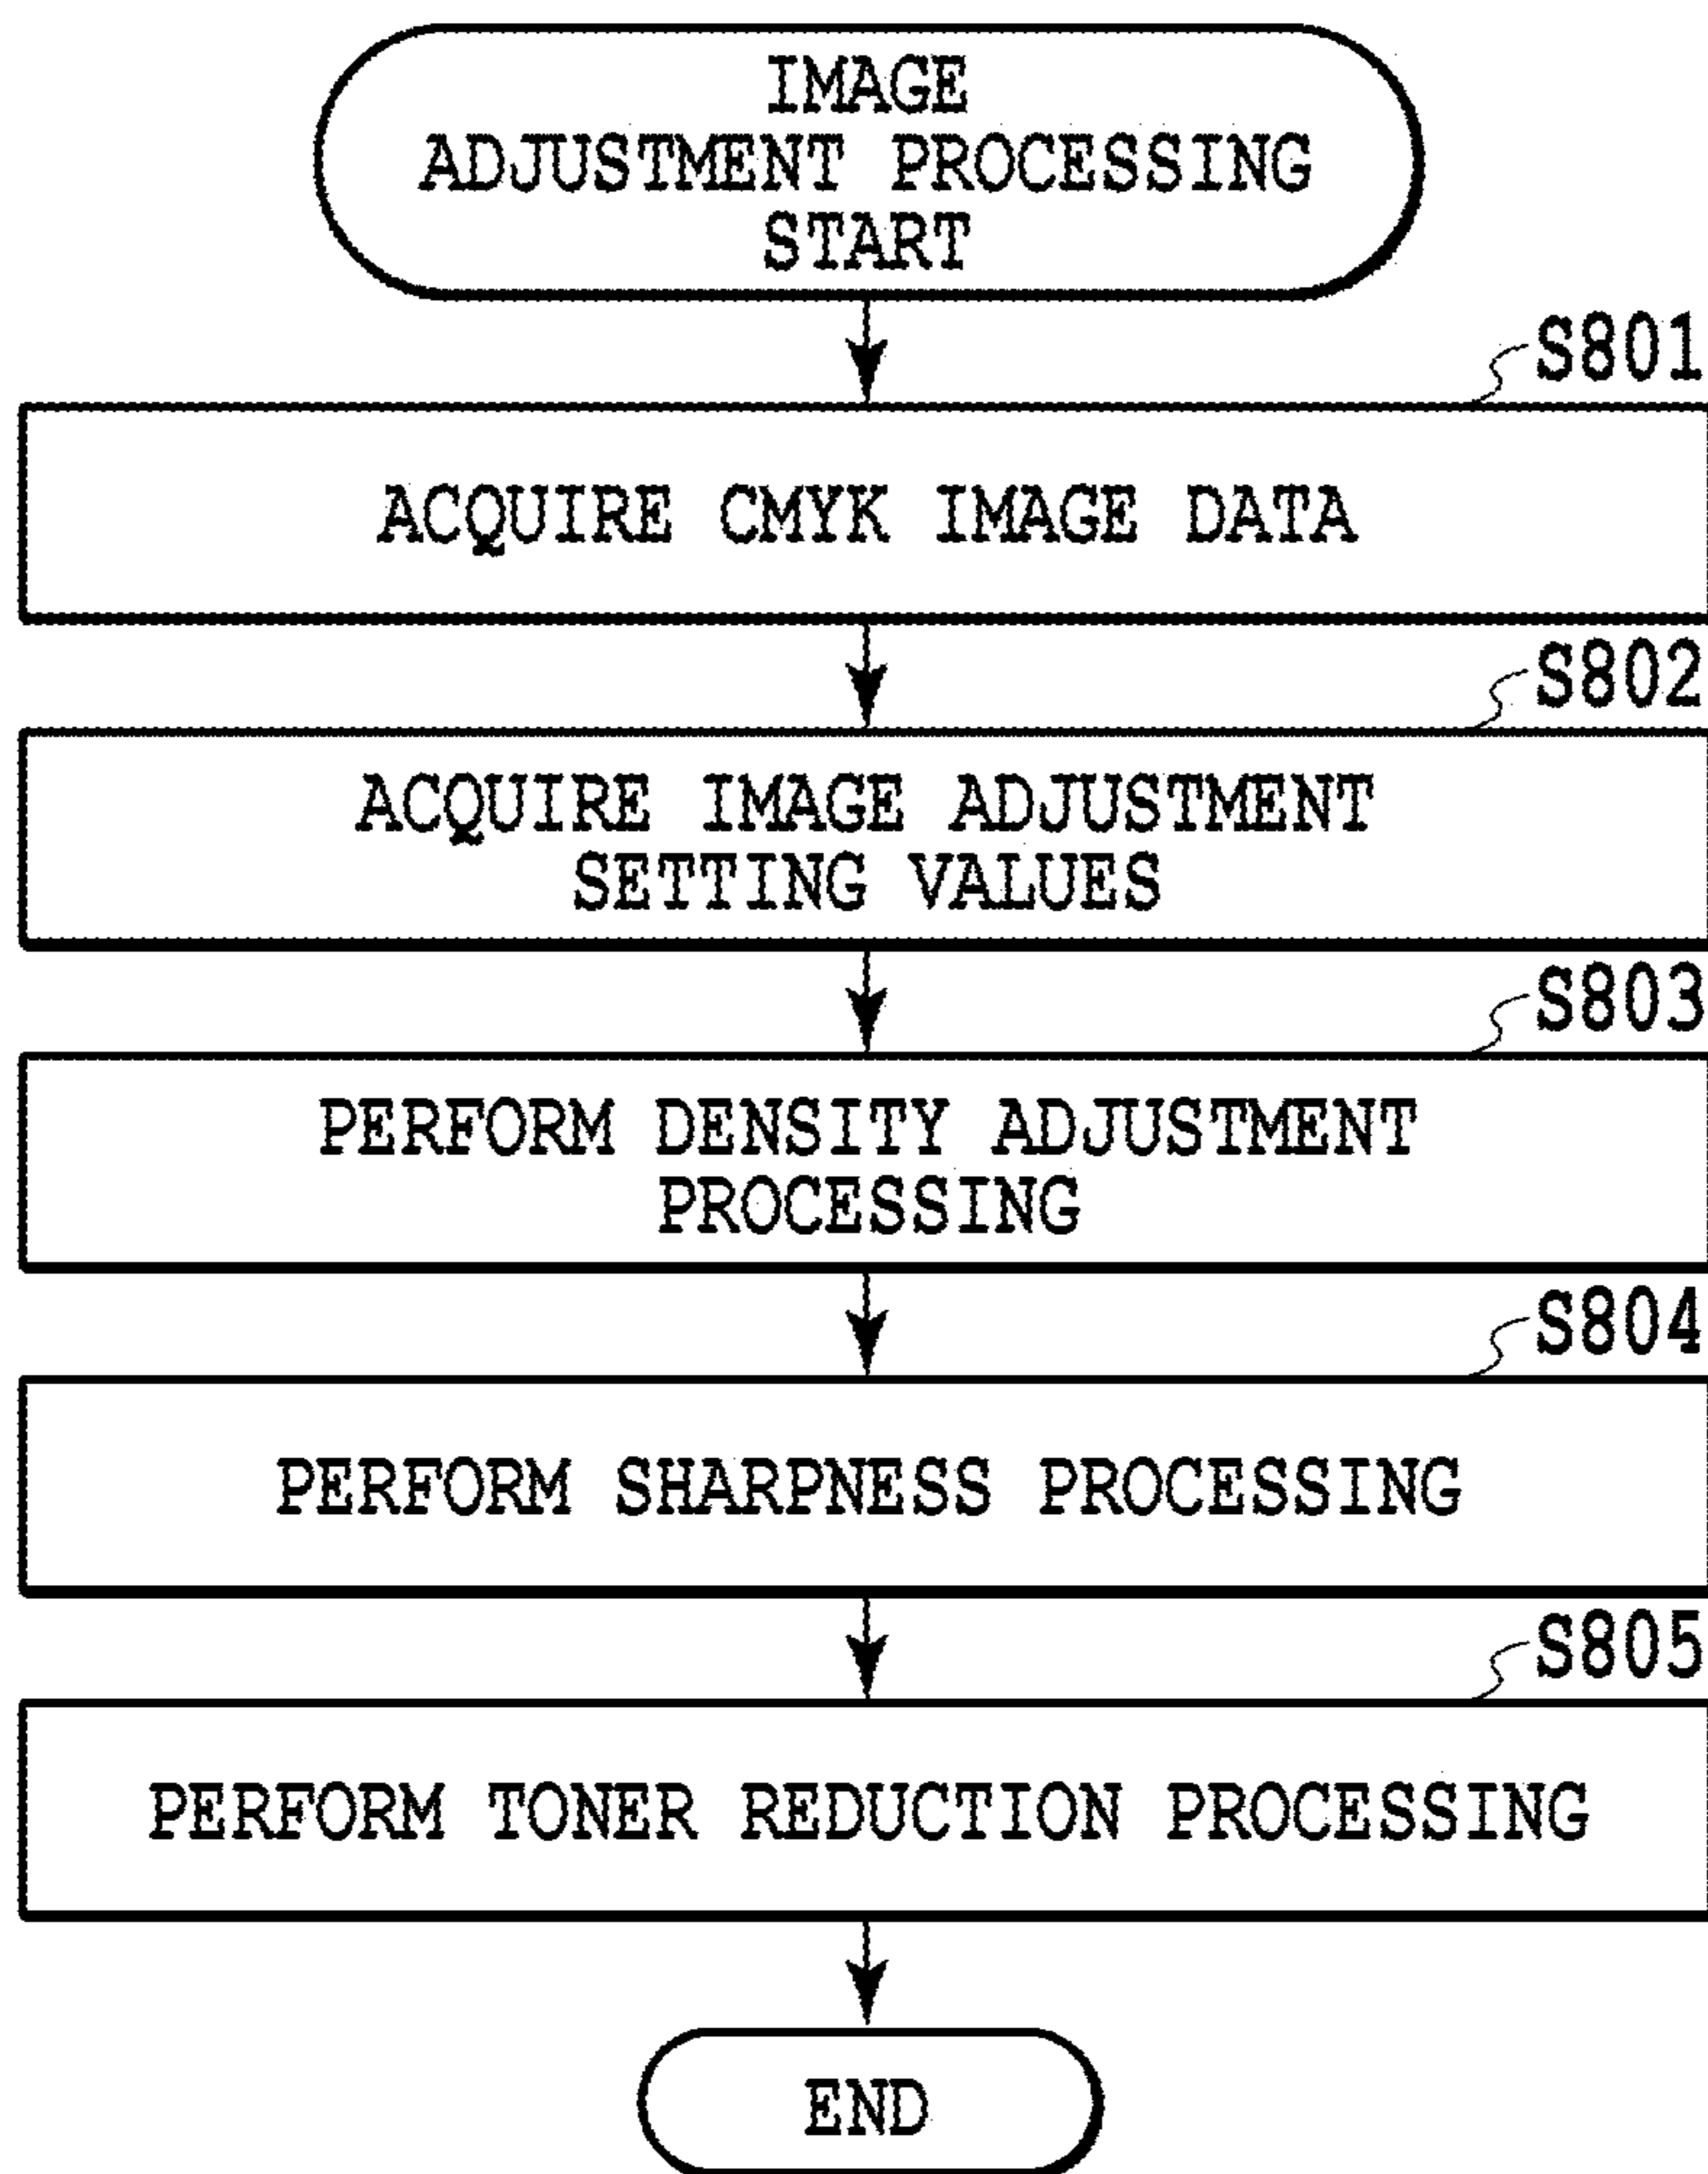 IMAGE
ADJUSTMENT PROCESSING
START
S801
ACQUIRE CMYK IMAGE DATA
S802
ACQUIRE IMAGE ADJUSTMENT
SETTING VALUES
S803
PERFORM DENSITY ADJUSTMENT
PROCESSING
S804
PERFORM SHARPNESS PROCESSING
S805
PERFORM TONER REDUCTION PROCESSING
END